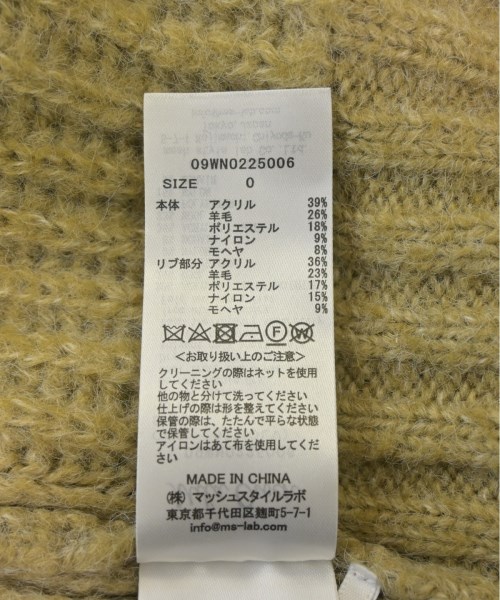 09WN0225006
SIZE 0
本体 アクリル 39%
羊毛 26%
ポリエステル 18%
ナイロン 9%
モヘヤ 8%
リブ部分 アクリル 36%
羊毛 23%
ポリエステル 17%
ナイロン 15%
モヘヤ 9%
<お取り扱い上のご注意>
クリーニングの際はネットを使用
してください
他の物と分けて洗ってください
仕上げの際は形を整えてください
保管の際は、たたんで平らな状態
で保管してください
アイロンはあて布を使用してくだ
さい
MADE IN CHINA
(株) マッシュスタイルラボ
東京都千代田区麹町5-7-1
info@ms-lab.com